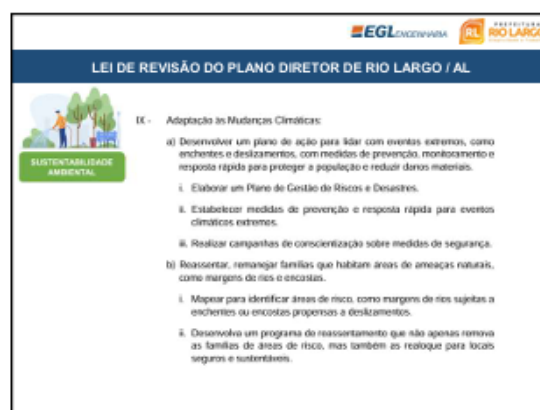 EGL ENGENHARIA
PREFEITURA
RL RIO LARGO
LEI DE REVISÃO DO PLANO DIRETOR DE RIO LARGO / AL
SUSTENTABILIDADE
AMBIENTAL
IX - Adaptação às Mudanças Climáticas:
a) Desenvolver um plano de ação para lidar com eventos extremos, como
enchentes e deslizamentos, com medidas de prevenção, monitoramento e
resposta rápida para proteger a população e reduzir danos materiais.
i. Elaborar um Plano de Gestão de Riscos e Desastres.
ii. Estabelecer medidas de prevenção e resposta rápida para eventos
climáticos extremos.
iii. Realizar campanhas de conscientização sobre medidas de segurança.
b) Reassentar, remanejar famílias que habitam áreas de ameaças naturais,
como margens de rios e encostas.
i. Mapear para identificar áreas de risco, como margens de rios sujeitas a
enchentes ou encostas propensas a deslizamentos.
ii. Desenvolva um programa de reassentamento que não apenas remova
as famílias de áreas de risco, mas também as realoque para locais
seguros e sustentáveis.